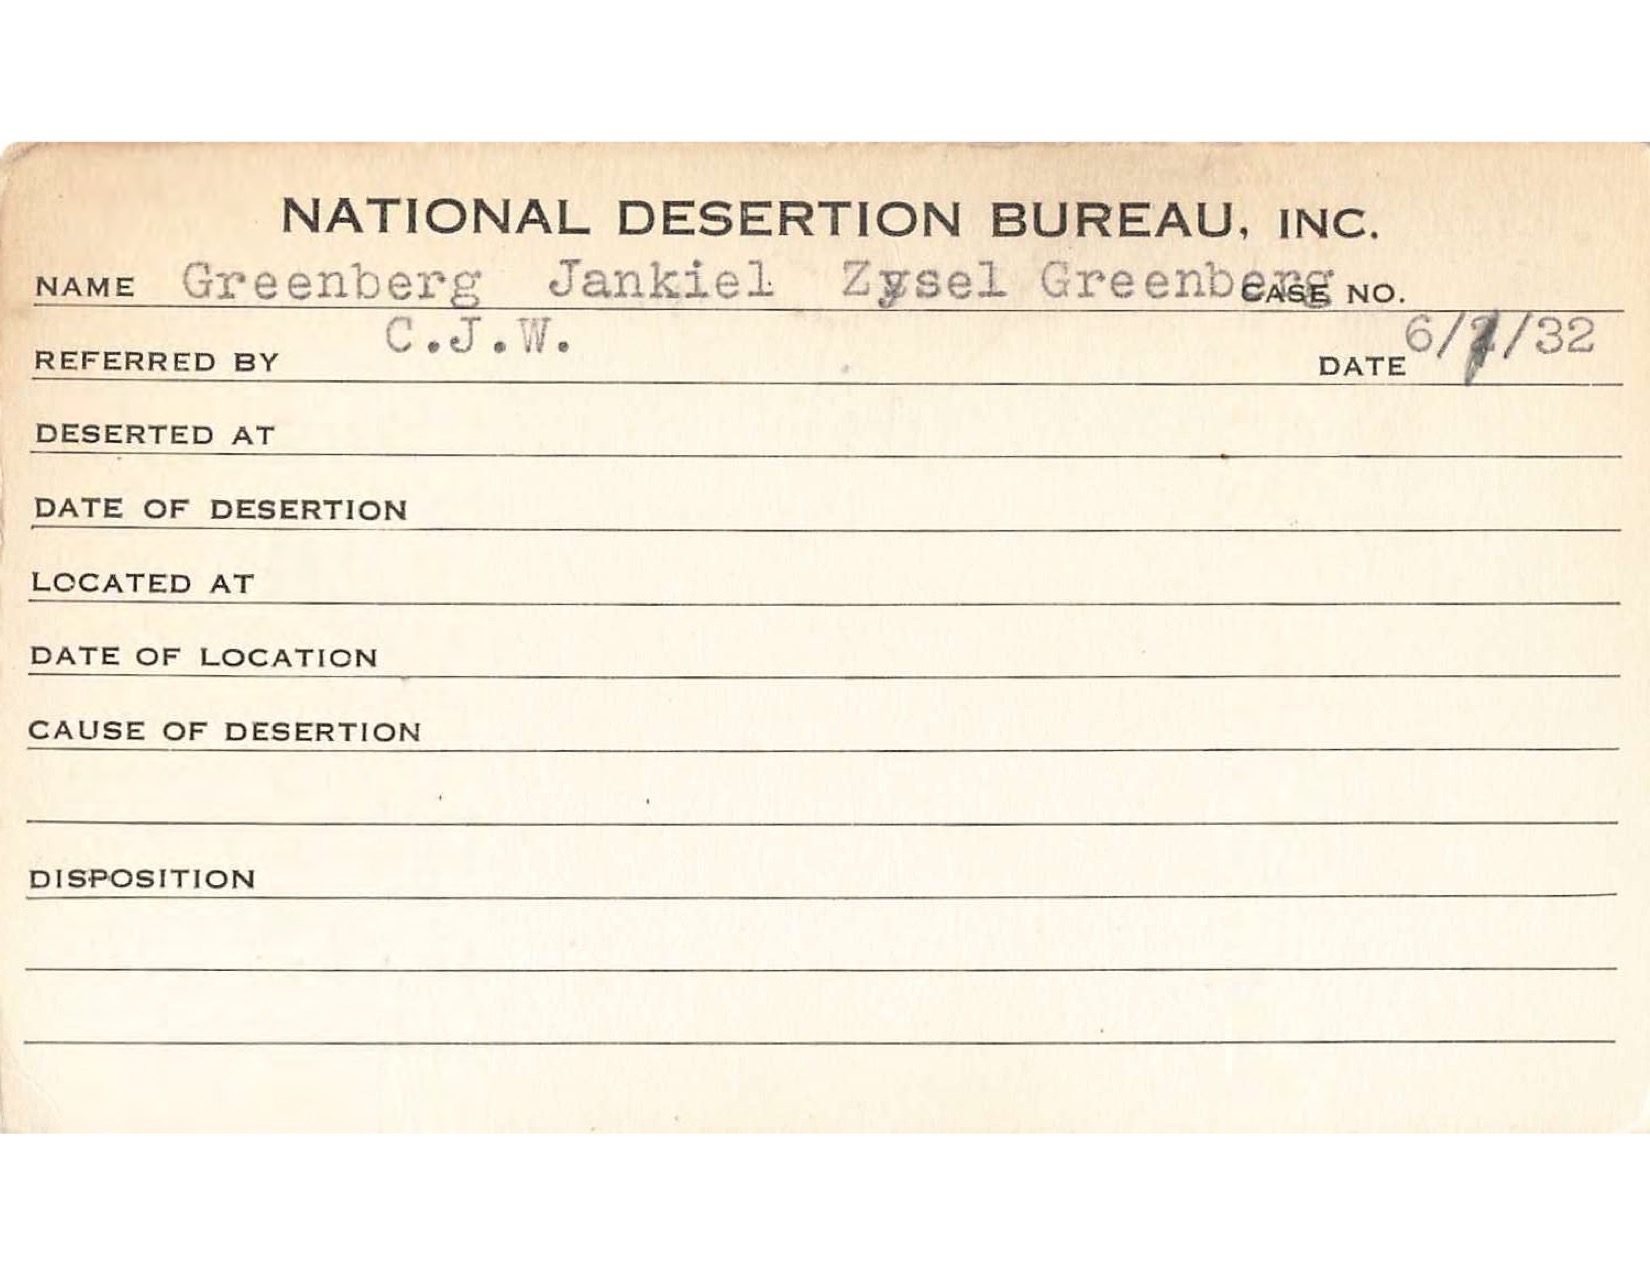 NATIONAL DESERTION BUREAU, INC.
NAME Greenberg Jankiel Zysel Greenberg CASE NO.
REFERRED BY C.J.W. DATE 6/1/32
DESERTED AT
DATE OF DESERTION
LOCATED AT
DATE OF LOCATION
CAUSE OF DESERTION
DISPOSITION